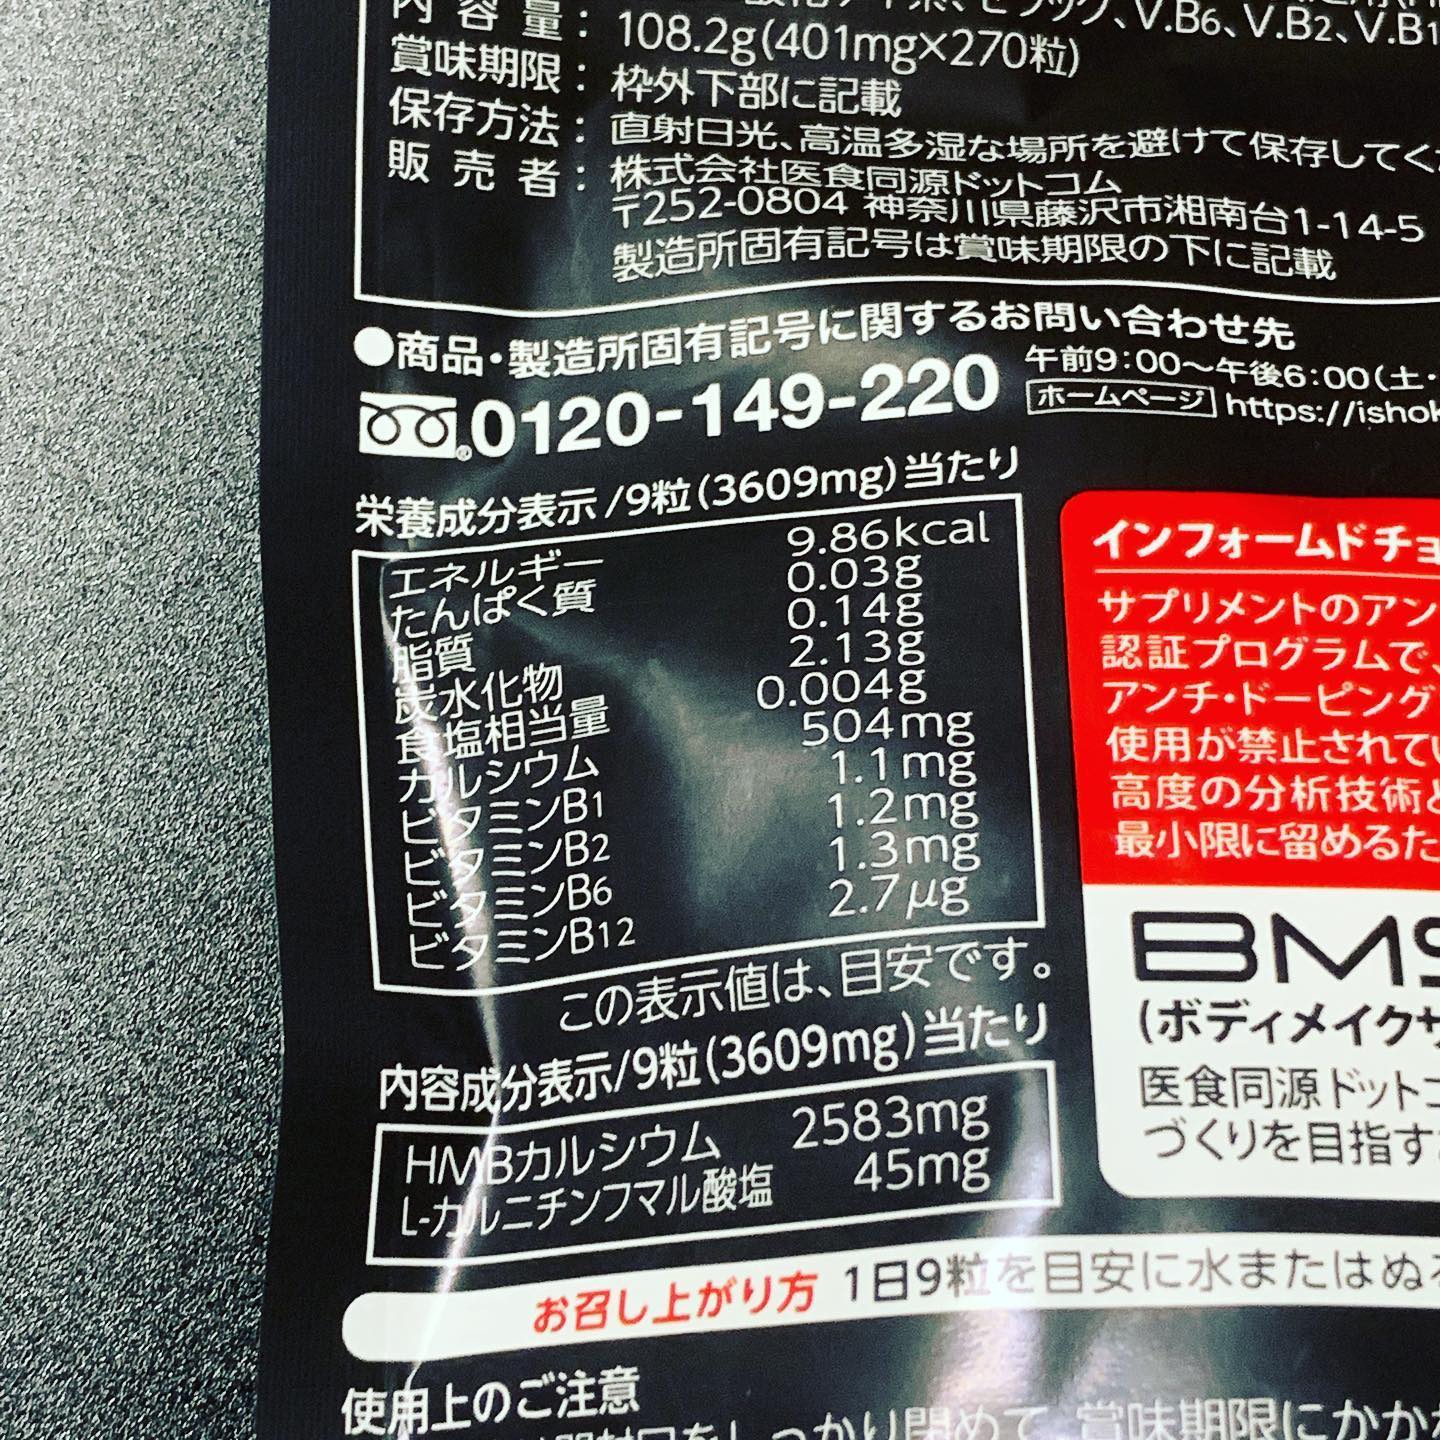 、V.B6、V.B2、V.B1
内容量：108.2g(401mg×270粒)
賞味期限：枠外下部に記載
保存方法：直射日光、高温多湿な場所を避けて保存してく
販売者：株式会社医食同源ドットコム
〒252-0804 神奈川県藤沢市湘南台1-14-5
製造所固有記号は賞味期限の下に記載
●商品・製造所固有記号に関するお問い合わせ先
0120-149-220
午前9：00〜午後6：00(土・
ホームページ https://ishok
栄養成分表示/9粒(3609mg)当たり
エネルギー 9.86kcal
たんぱく質 0.03g
脂質 0.14g
炭水化物 2.13g
食塩相当量 0.004g
カルシウム 504mg
ビタミンB1 1.1mg
ビタミンB2 1.2mg
ビタミンB6 1.3mg
ビタミンB12 2.7μg
この表示値は、目安です。
内容成分表示/9粒(3609mg)当たり
HMBカルシウム 2583mg
L-カルニチンフマル酸塩 45mg
インフォームドチョ
サプリメントのアン
認証プログラムで、
アンチ・ドーピング
使用が禁止されてい
高度の分析技術と
最小限に留めるた
BMS
(ボディメイクサ
医食同源ドットコ
づくりを目指す
お召し上がり方 1日9粒を目安に水またはぬる
使用上のご注意